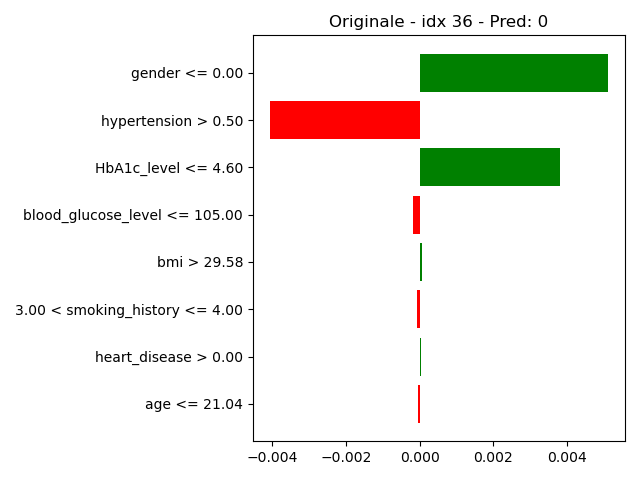 Originale - idx 36 - Pred: 0
gender <= 0.00
hypertension > 0.50
HbA1c_level <= 4.60
blood_glucose_level <= 105.00
bmi > 29.58
3.00 < smoking_history <= 4.00
heart_disease > 0.00
age <= 21.04
−0.004 −0.002 0.000 0.002 0.004